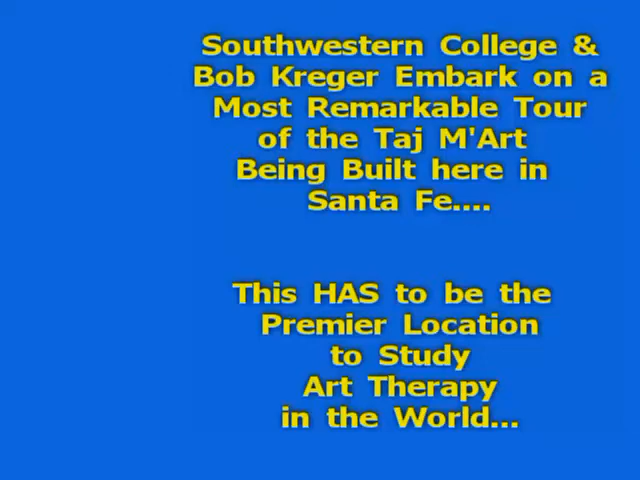 Southwestern College &
Bob Kreger Embark on a
Most Remarkable Tour
of the Taj M'Art
Being Built here in
Santa Fe....
This HAS to be the
Premier Location
to Study
Art Therapy
in the World...